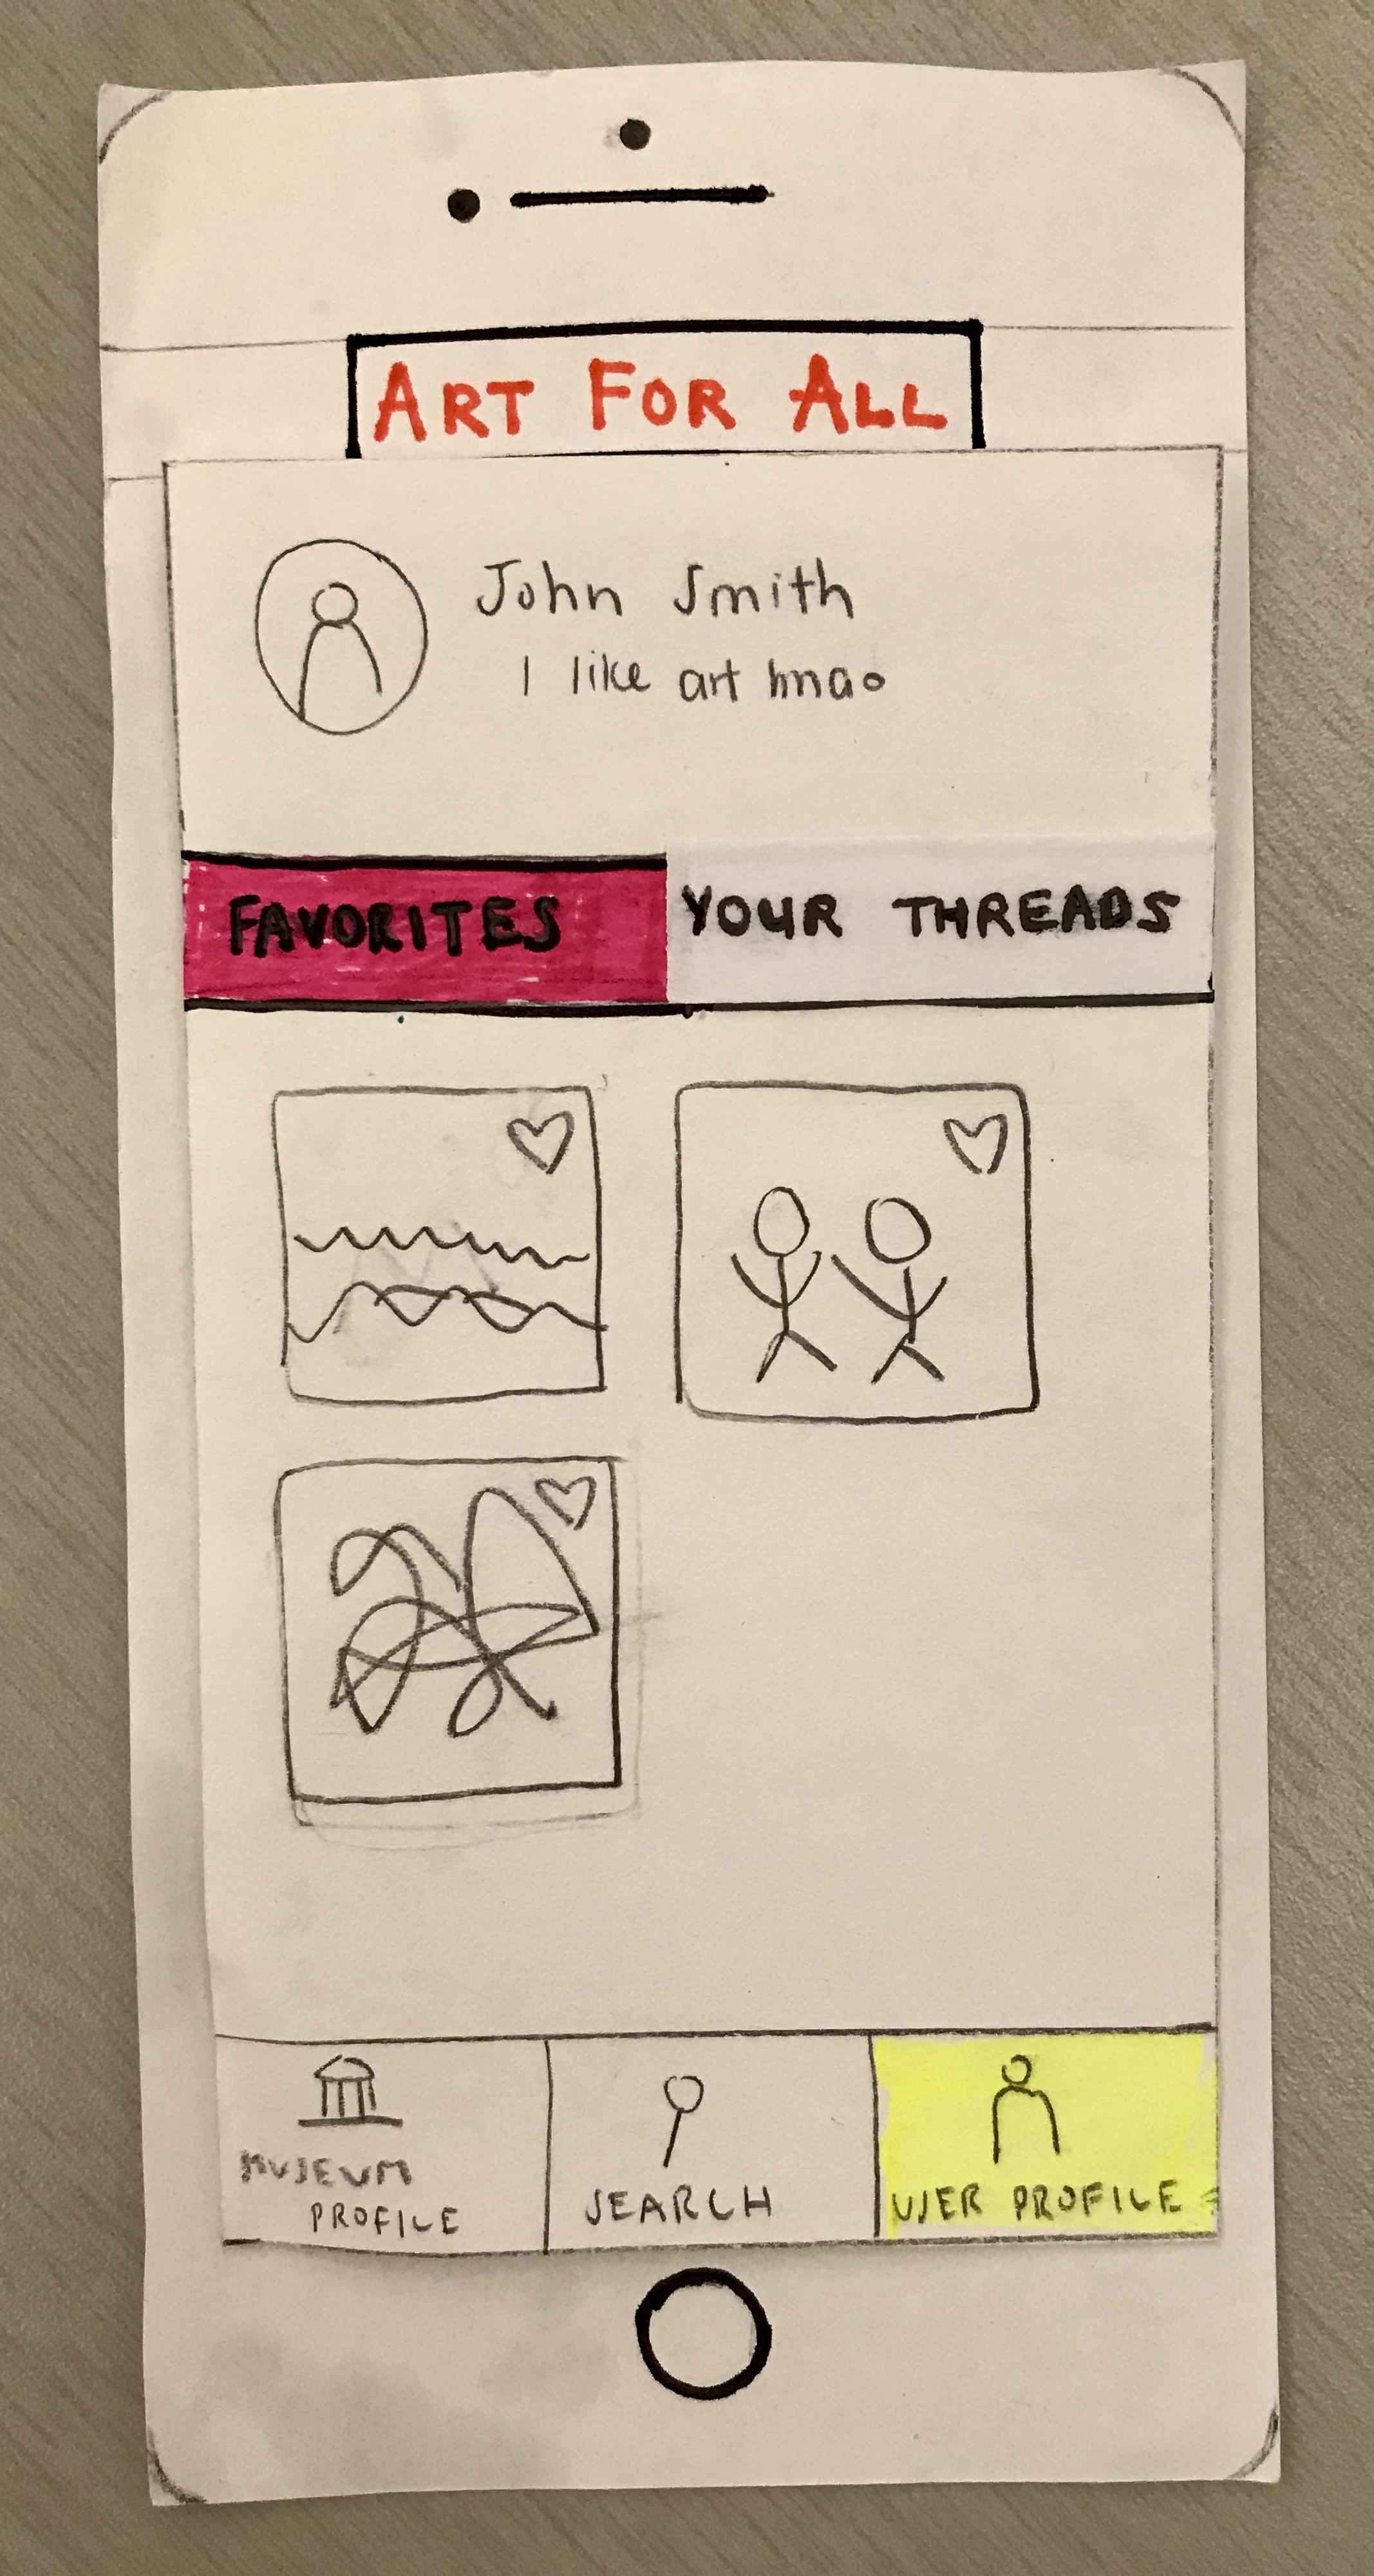 ART FOR ALL
John Smith
I like art lmao
FAVORITES YOUR THREADS
MUSEUM
PROFILE
SEARCH
USER PROFILE